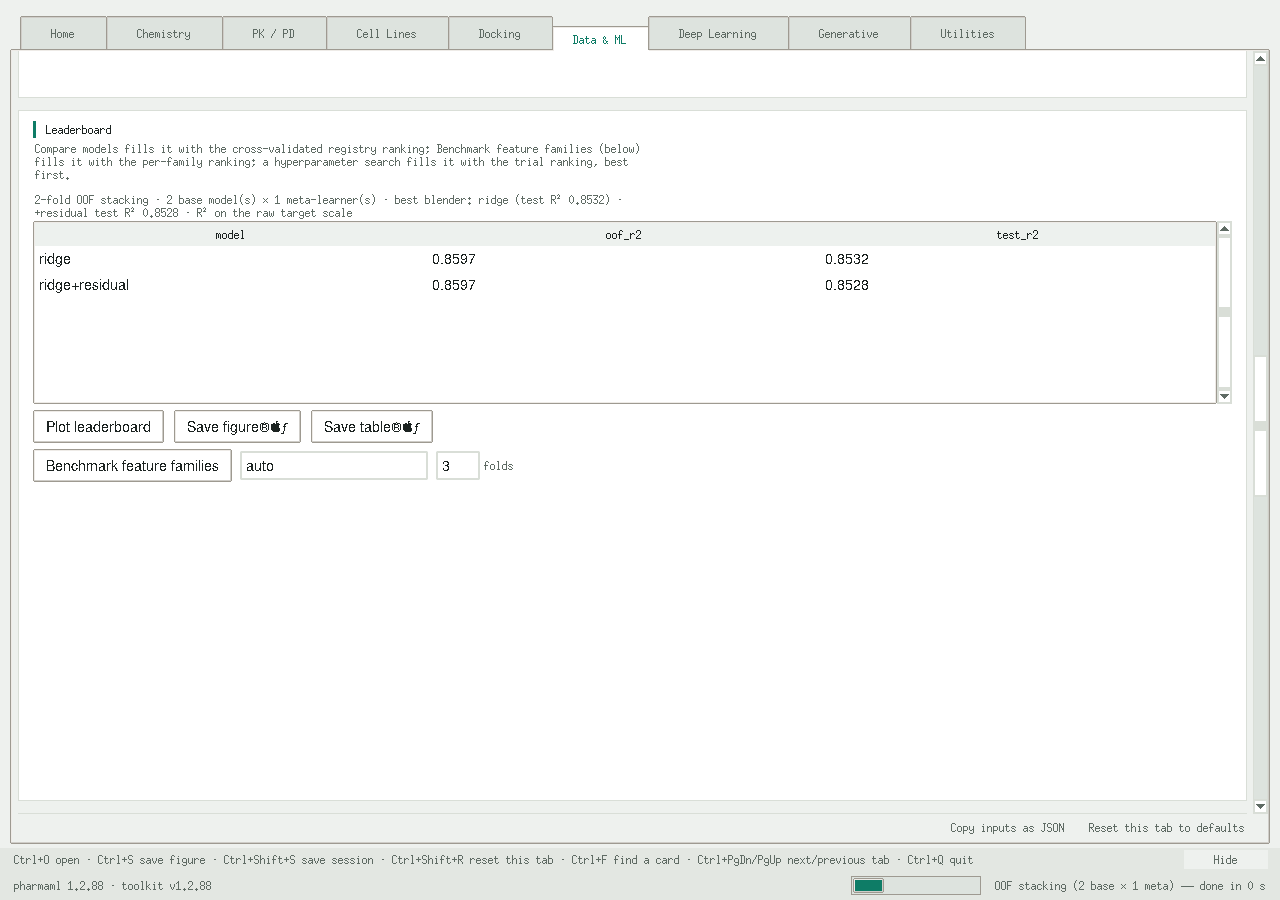 Home Chemistry PK / PD Cell Lines Docking Data & ML Deep Learning Generative Utilities
Leaderboard
Compare models fills it with the cross-validated registry ranking; Benchmark feature families (below)
fills it with the per-family ranking; a hyperparameter search fills it with the trial ranking, best
first.
2-fold OOF stacking · 2 base model(s) × 1 meta-learner(s) · best blender: ridge (test R² 0.8532) ·
+residual test R² 0.8528 · R² on the raw target scale
model oof_r2 test_r2
ridge 0.8597 0.8532
ridge+residual 0.8597 0.8528
Plot leaderboard Save figure®ƒ Save table®ƒ
Benchmark feature families auto 3 folds
Copy inputs as JSON Reset this tab to defaults
Ctrl+O open · Ctrl+S save figure · Ctrl+Shift+S save session · Ctrl+Shift+R reset this tab · Ctrl+F find a card · Ctrl+PgDn/PgUp next/previous tab · Ctrl+Q quit Hide
pharmaml 1.2.88 · toolkit v1.2.88 OOF stacking (2 base × 1 meta) — done in 0 s